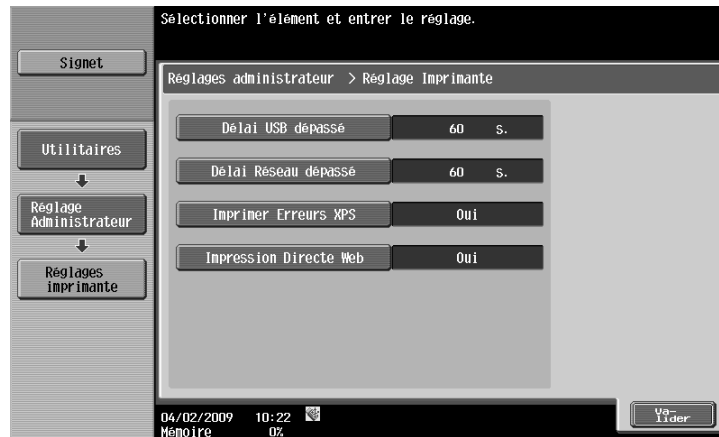 Sélectionner l'élément et entrer le réglage.
Signet
Réglages administrateur > Réglage Imprimante
Délai USB dépassé 60 s.
Utilitaires
Délai Réseau dépassé 60 s.
Réglage
Administrateur
Imprimer Erreurs XPS Oui
Impression Directe Web Oui
Réglages
imprimante
04/02/2009 10:22
Mémoire 0%
Va-
lider